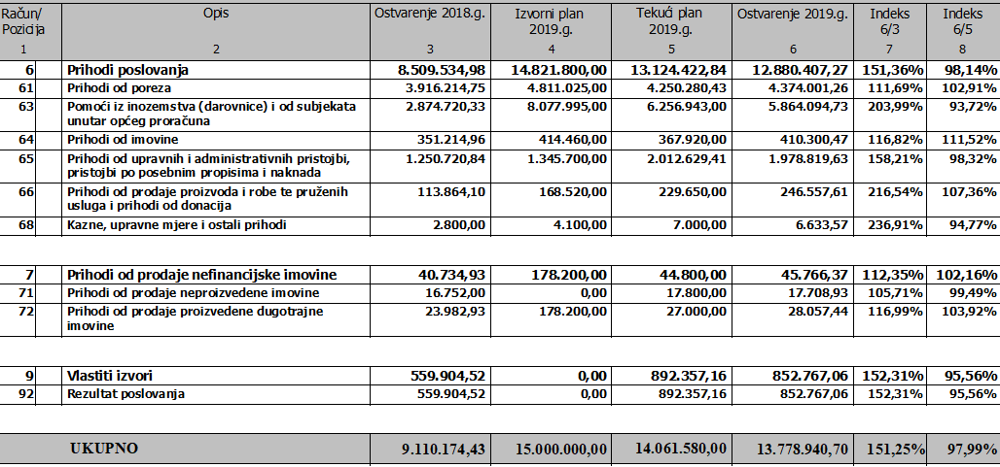 Račun/ Opis Ostvarenje 2018.g. Izvorni plan Tekući plan Ostvarenje 2019.g. Indeks Indeks
Pozicija 2019.g. 2019.g. 6/3 6/5
1 2 3 4 5 6 7 8
6 Prihodi poslovanja 8.509.534,98 14.821.800,00 13.124.422,84 12.880.407,27 151,36% 98,14%
61 Prihodi od poreza 3.916.214,75 4.811.025,00 4.250.280,43 4.374.001,26 111,69% 102,91%
63 Pomoći iz inozemstva (darovnice) i od subjekata 2.874.720,33 8.077.995,00 6.256.943,00 5.864.094,73 203,99% 93,72%
unutar općeg proračuna
64 Prihodi od imovine 351.214,96 414.460,00 367.920,00 410.300,47 116,82% 111,52%
65 Prihodi od upravnih i administrativnih pristojbi, 1.250.720,84 1.345.700,00 2.012.629,41 1.978.819,63 158,21% 98,32%
pristojbi po posebnim propisima i naknada
66 Prihodi od prodaje proizvoda i robe te pruženih 113.864,10 168.520,00 229.650,00 246.557,61 216,54% 107,36%
usluga i prihodi od donacija
68 Kazne, upravne mjere i ostali prihodi 2.800,00 4.100,00 7.000,00 6.633,57 236,91% 94,77%
7 Prihodi od prodaje nefinancijske imovine 40.734,93 178.200,00 44.800,00 45.766,37 112,35% 102,16%
71 Prihodi od prodaje neproizvedene imovine 16.752,00 0,00 17.800,00 17.708,93 105,71% 99,49%
72 Prihodi od prodaje proizvedene dugotrajne 23.982,93 178.200,00 27.000,00 28.057,44 116,99% 103,92%
imovine
9 Vlastiti izvori 559.904,52 0,00 892.357,16 852.767,06 152,31% 95,56%
92 Rezultat poslovanja 559.904,52 0,00 892.357,16 852.767,06 152,31% 95,56%
UKUPNO 9.110.174,43 15.000.000,00 14.061.580,00 13.778.940,70 151,25% 97,99%